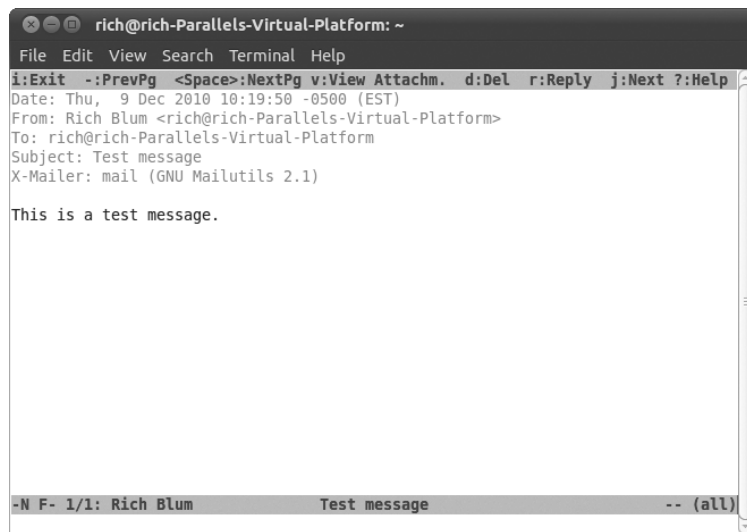 rich@rich-Parallels-Virtual-Platform: ~
File Edit View Search Terminal Help
i:Exit -:PrevPg <Space>:NextPg v:View Attachm. d:Del r:Reply j:Next ?:Help
Date: Thu,  9 Dec 2010 10:19:50 -0500 (EST)
From: Rich Blum <rich@rich-Parallels-Virtual-Platform>
To: rich@rich-Parallels-Virtual-Platform
Subject: Test message
X-Mailer: mail (GNU Mailutils 2.1)
This is a test message.
-N F- 1/1: Rich Blum Test message -- (all)